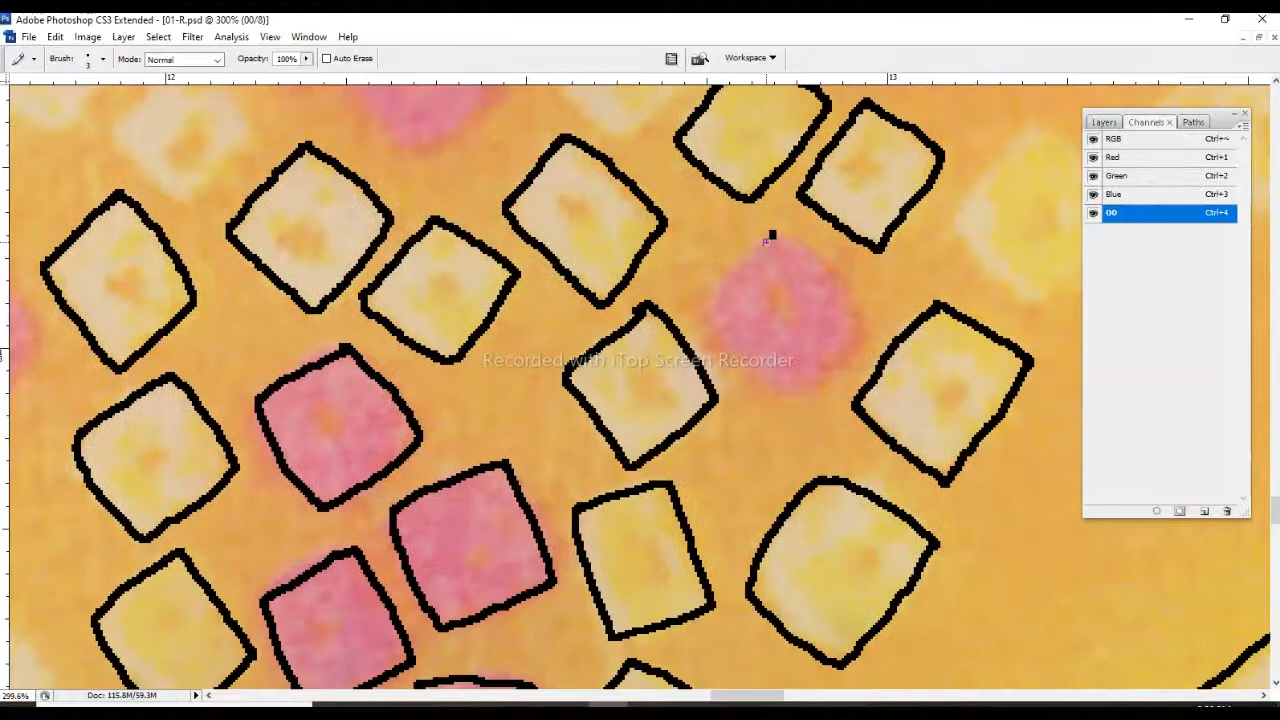 Adobe Photoshop CS3 Extended - [01-R.psd @ 300% (00/8)]
File Edit Image Layer Select Filter Analysis View Window Help
Brush: 3 Mode: Normal Opacity: 100% Auto Erase Workspace
12 13
Layers Channels Paths
RGB Ctrl+~
Red Ctrl+1
Green Ctrl+2
Blue Ctrl+3
00 Ctrl+4
Recorded with iTop Screen Recorder
299.6% Doc: 115.8M/59.3M